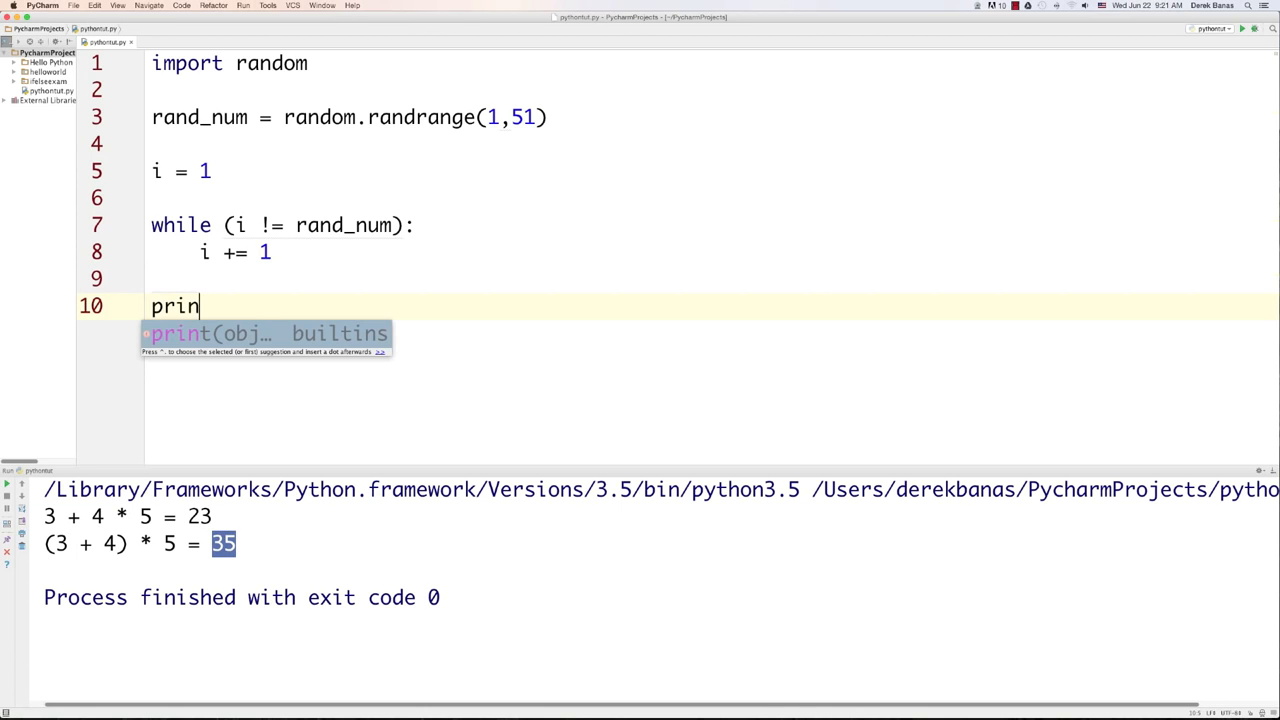 PyCharm File Edit View Navigate Code Refactor Run Tools VCS Window Help
10 Wed Jun 22 9:21 AM Derek Banas
pythontut.py - PycharmProjects - [~/PycharmProjects]
PycharmProjects pythontut.py
pythontut
pythontut.py
PycharmProject
Hello Python
helloworld
ifelseexam
pythontut.py
External Librarie
1 import random
2
3 rand_num = random.randrange(1,51)
4
5 i = 1
6
7 while (i != rand_num):
8 i += 1
9
10 prin
print(obj… builtins
Press ^. to choose the selected (or first) suggestion and insert a dot afterwards >>
Run pythontut
/Library/Frameworks/Python.framework/Versions/3.5/bin/python3.5 /Users/derekbanas/PycharmProjects/pytho
3 + 4 * 5 = 23
(3 + 4) * 5 = 35
Process finished with exit code 0
10:5 LF UTF-8